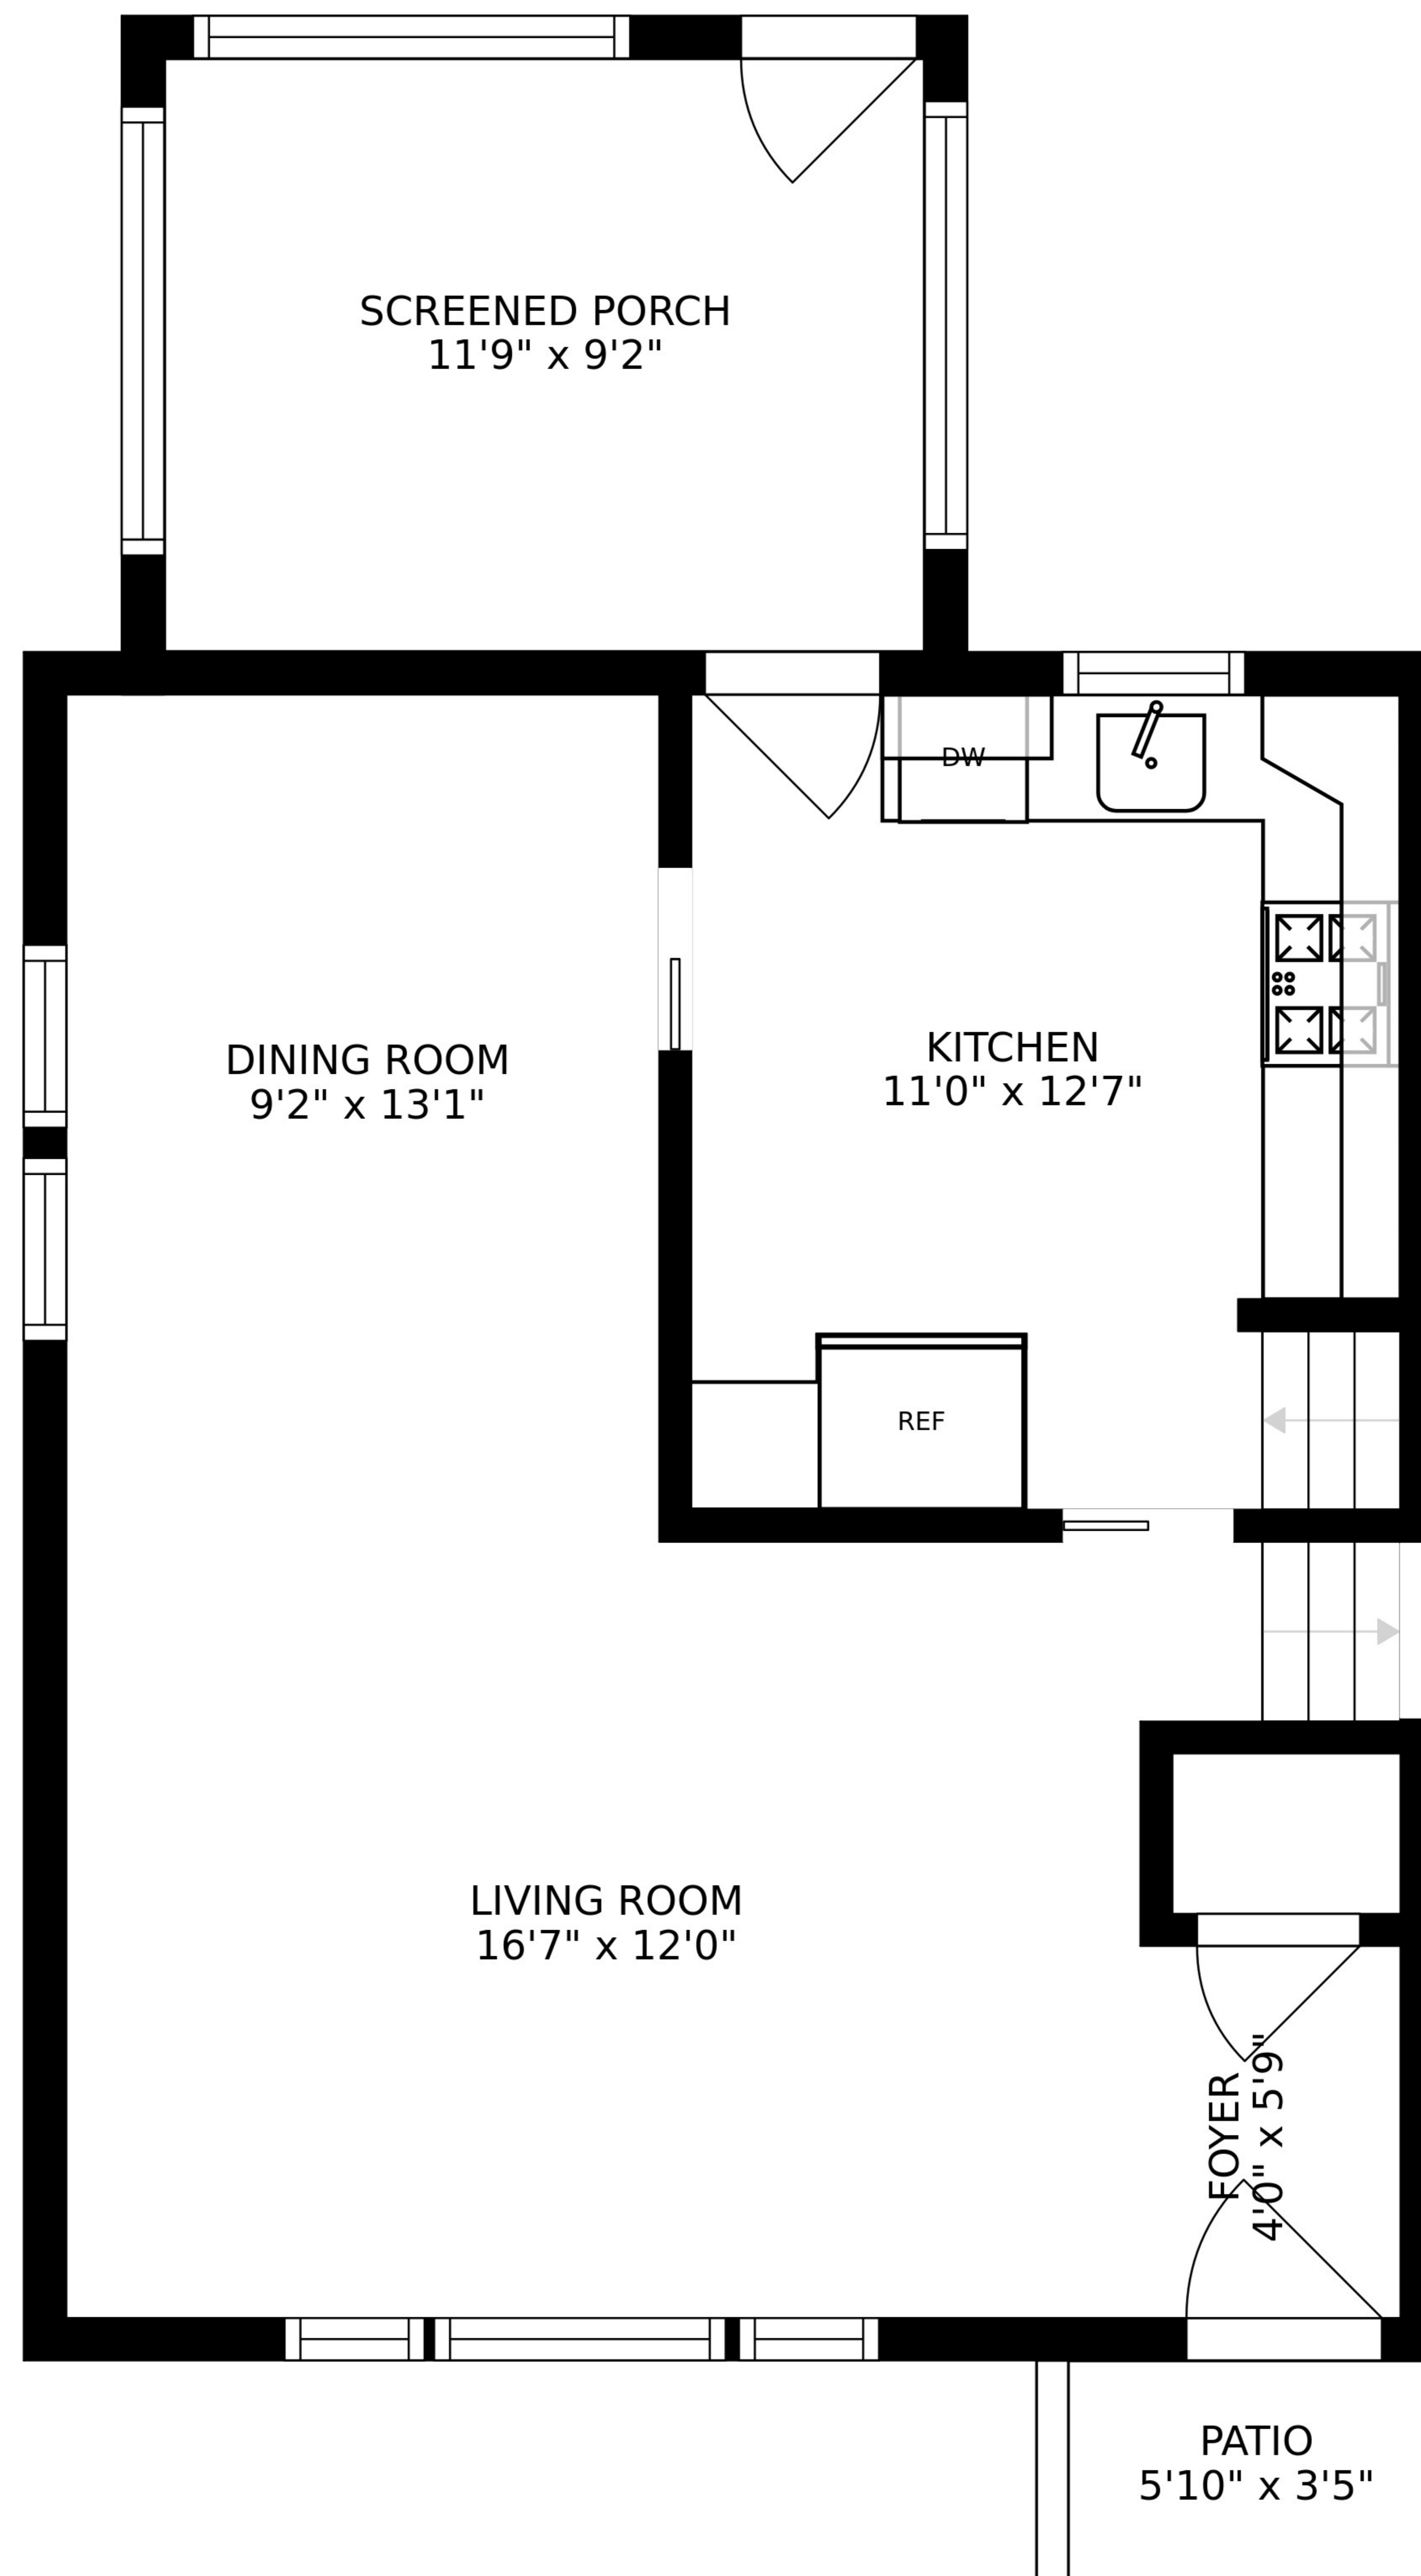 SCREENED PORCH
11'9" x 9'2"
DW
DINING ROOM
9'2" x 13'1"
KITCHEN
11'0" x 12'7"
REF
LIVING ROOM
16'7" x 12'0"
FOYER
4'0" x 5'9"
PATIO
5'10" x 3'5"